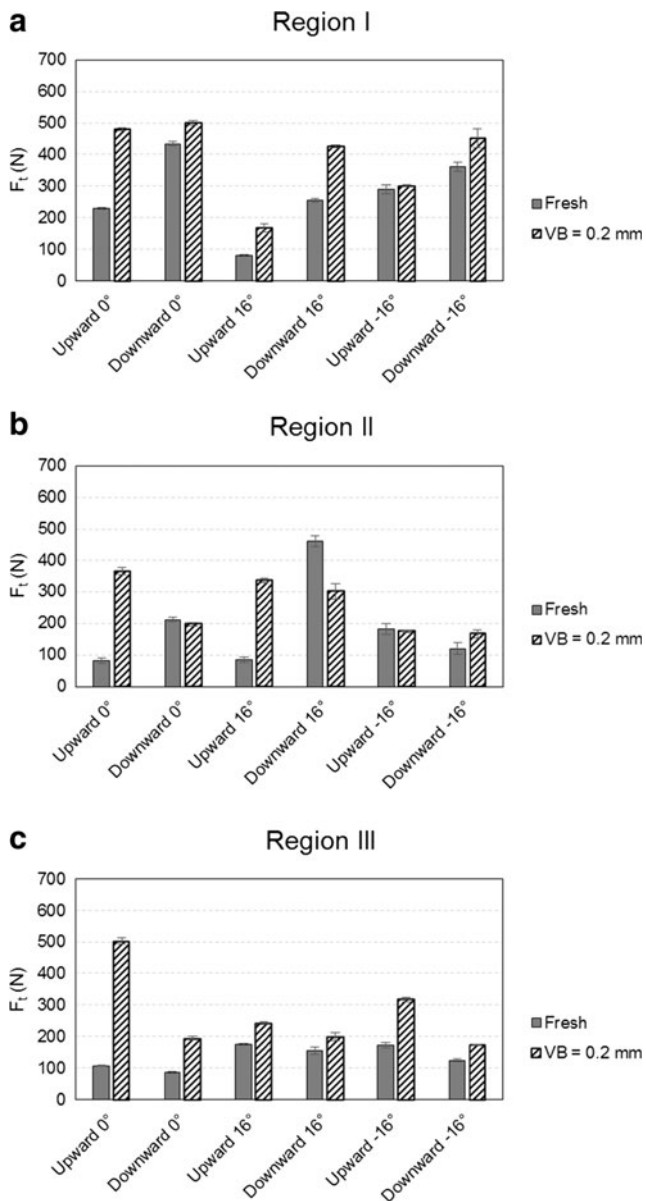 a
Region I
700
600
500
400
300
200
100
0
Ft (N)
Upward 0°
Downward 0°
Upward 16°
Downward 16°
Upward -16°
Downward -16°
Fresh
VB = 0.2 mm
b
Region II
700
600
500
400
300
200
100
0
Ft (N)
Upward 0°
Downward 0°
Upward 16°
Downward 16°
Upward -16°
Downward -16°
Fresh
VB = 0.2 mm
c
Region III
700
600
500
400
300
200
100
0
Ft (N)
Upward 0°
Downward 0°
Upward 16°
Downward 16°
Upward -16°
Downward -16°
Fresh
VB = 0.2 mm